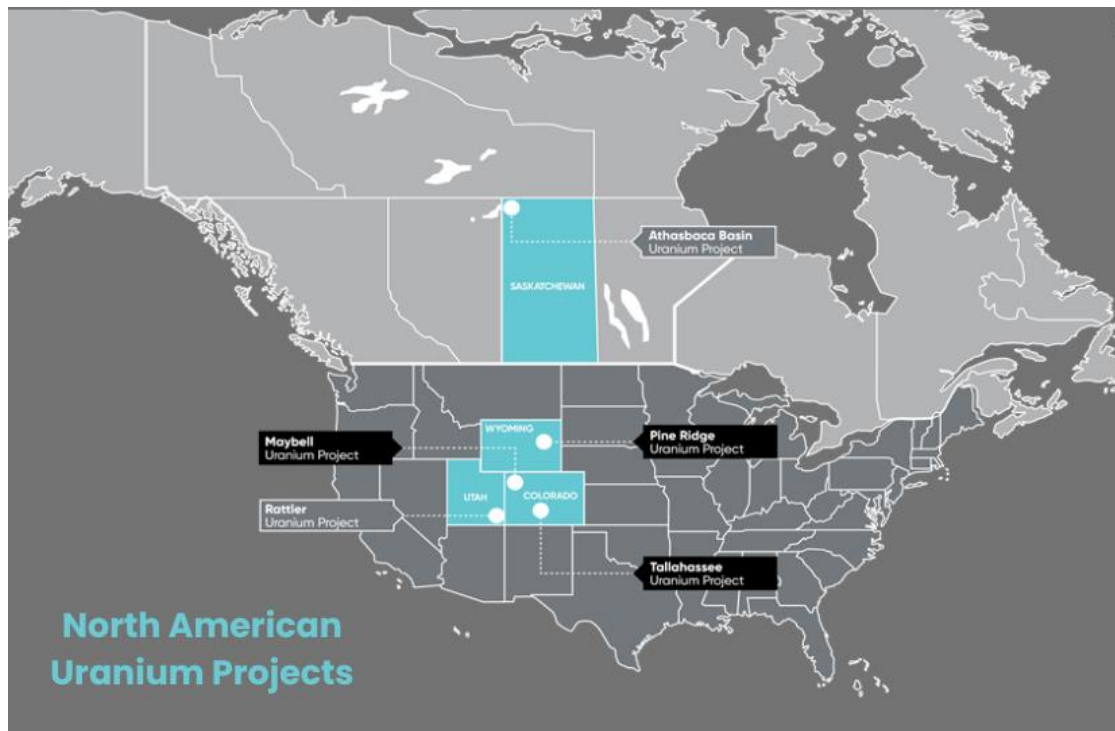 Athasbaca Basin
Uranium Project
SASKATCHEWAN
WYOMING
Maybell
Uranium Project
Pine Ridge
Uranium Project
UTAH
COLORADO
Rattler
Uranium Project
Tallahassee
Uranium Project
North American
Uranium Projects